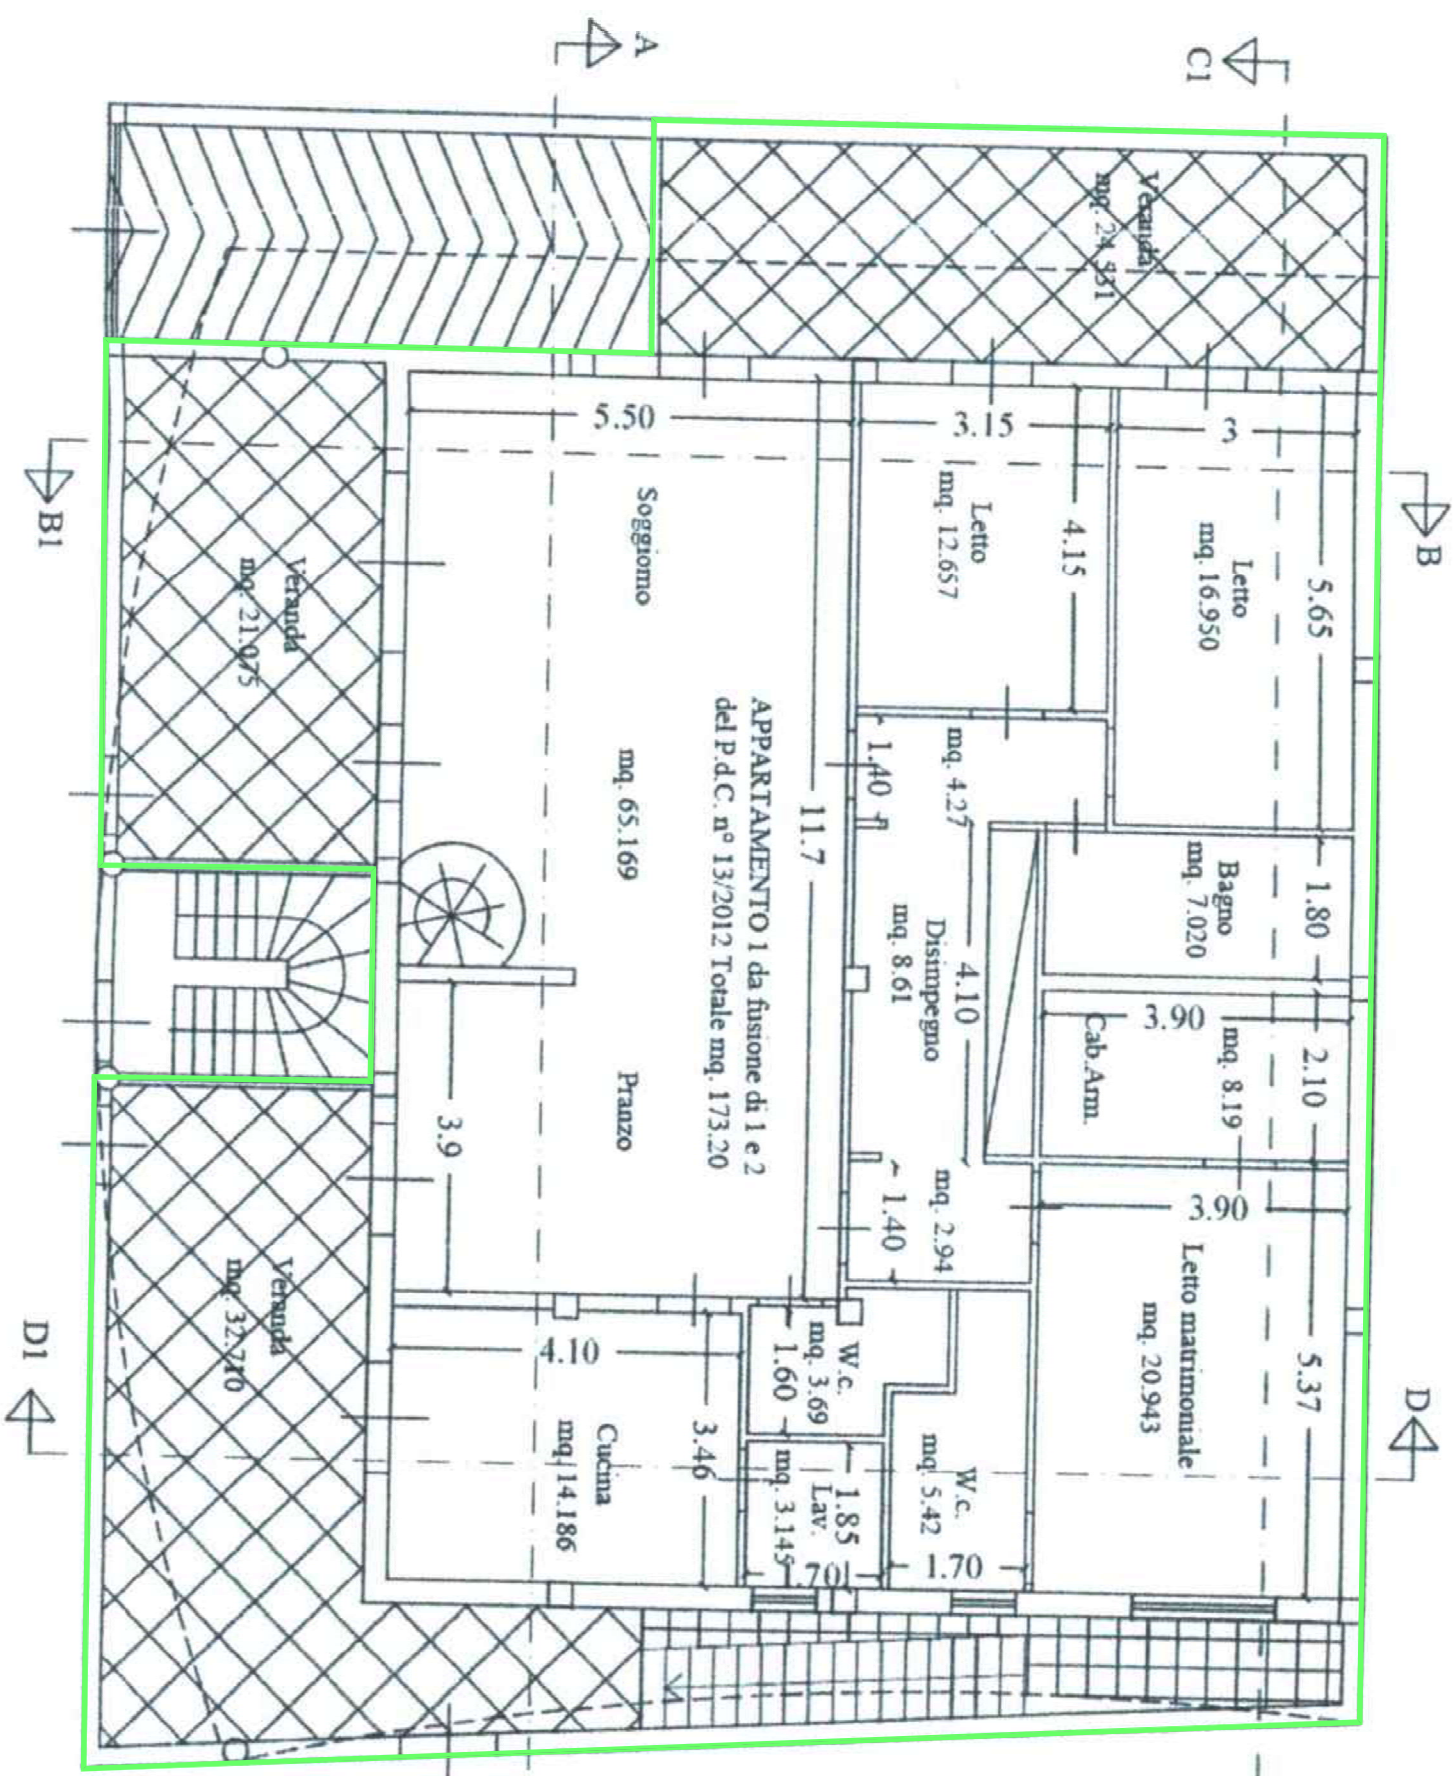 B
D
5.65
1.80
2.10
5.37
C1
Veranda
mq.
3
Letto
mq. 16.950
Bagno
mq. 7.020
3.90
mq. 8.19
Cab.Arm.
3.90
Letto matrimoniale
mq. 20.943
3.15
4.15
Letto
mq. 12.657
mq. 4.27
1.40
4.10
Disimpegno
mq. 8.61
mq. 2.94
1.40
W.c.
mq. 5.42
1.70
W.c.
mq. 3.69
1.60
1.85
Lav.
mq. 3.145
.70
11.7
APPARTAMENTO 1 da fusione di 1 e 2
del P.d.C. n° 13/2012 Totale mq. 173.20
A
5.50
Soggiorno
mq. 65.169
Pranzo
3.46
Cucina
mq. 14.186
4.10
3.9
Veranda
mq. 21.075
Veranda
mq. 32.710
B1
D1